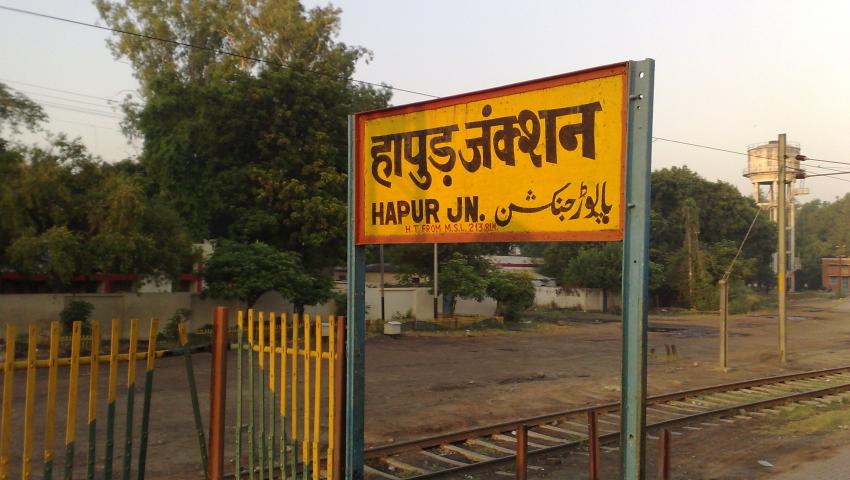 हापुड़ जंक्शन
HAPUR JN. ہاپوڑ جنکشن
H.T. FROM M.S.L. 213.81M.